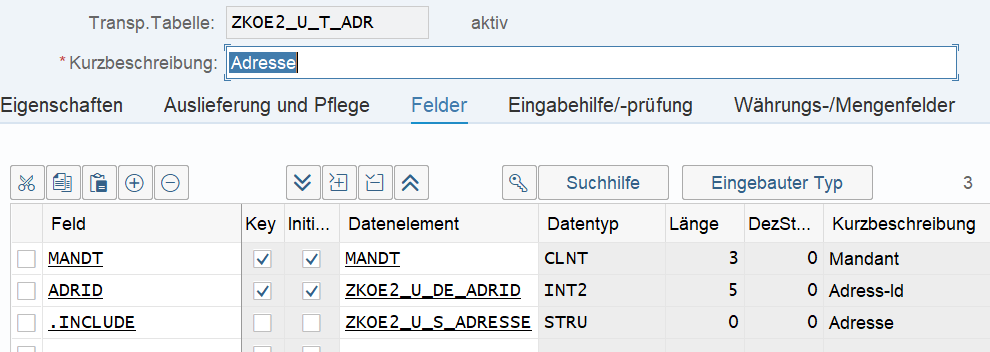 Transp.Tabelle: ZKOE2_U_T_ADR aktiv
* Kurzbeschreibung: Adresse
Eigenschaften Auslieferung und Pflege Felder Eingabehilfe/-prüfung Währungs-/Mengenfelder
Suchhilfe Eingebauter Typ 3
Feld Key Initi... Datenelement Datentyp Länge DezSt... Kurzbeschreibung
MANDT MANDT CLNT 3 0 Mandant
ADRID ZKOE2_U_DE_ADRID INT2 5 0 Adress-Id
.INCLUDE ZKOE2_U_S_ADRESSE STRU 0 0 Adresse